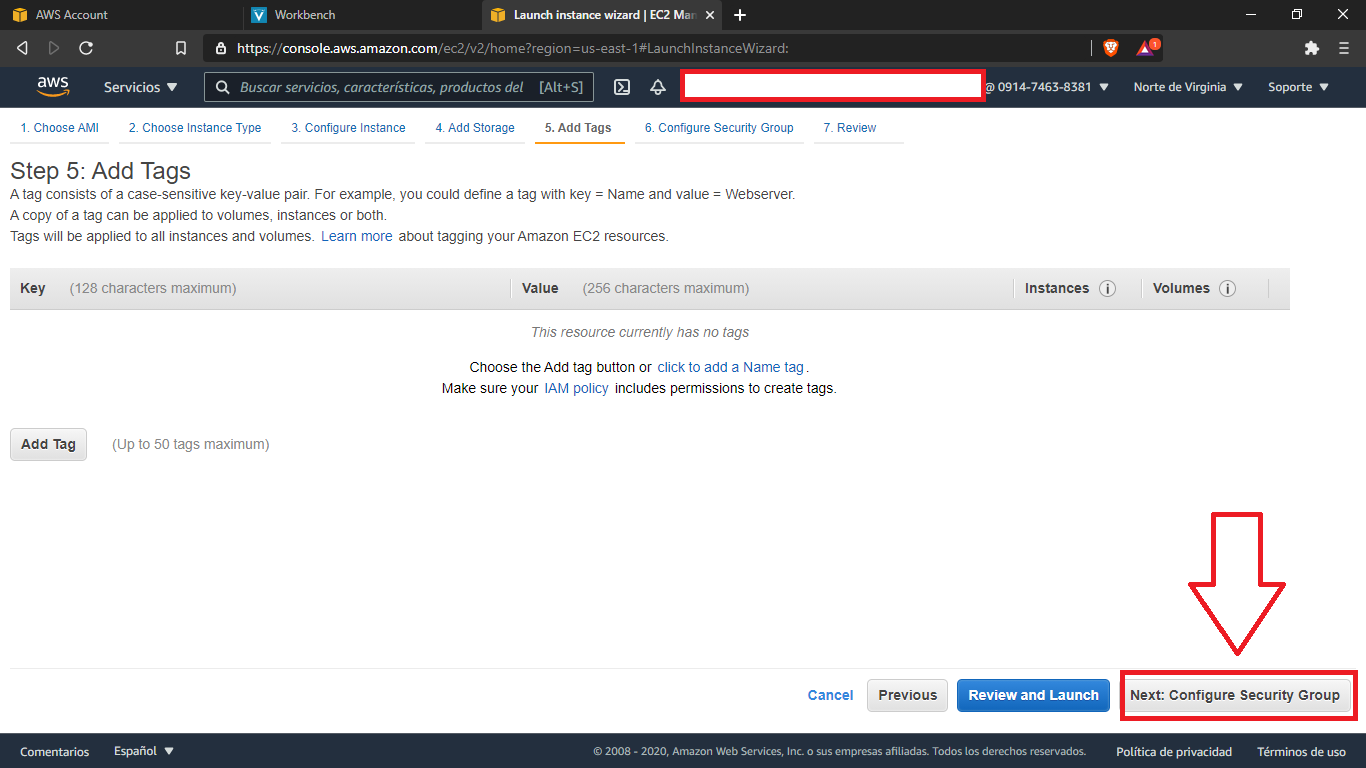 AWS Account
Workbench
Launch instance wizard | EC2 Man
https://console.aws.amazon.com/ec2/v2/home?region=us-east-1#LaunchInstanceWizard:
1
aws
Servicios
Buscar servicios, características, productos del [Alt+S]
@ 0914-7463-8381
Norte de Virginia
Soporte
1. Choose AMI
2. Choose Instance Type
3. Configure Instance
4. Add Storage
5. Add Tags
6. Configure Security Group
7. Review
Step 5: Add Tags
A tag consists of a case-sensitive key-value pair. For example, you could define a tag with key = Name and value = Webserver.
A copy of a tag can be applied to volumes, instances or both.
Tags will be applied to all instances and volumes. Learn more about tagging your Amazon EC2 resources.
Key (128 characters maximum)
Value (256 characters maximum)
Instances i
Volumes i
This resource currently has no tags
Choose the Add tag button or click to add a Name tag.
Make sure your IAM policy includes permissions to create tags.
Add Tag
(Up to 50 tags maximum)
Cancel
Previous
Review and Launch
Next: Configure Security Group
Comentarios
Español
© 2008 - 2020, Amazon Web Services, Inc. o sus empresas afiliadas. Todos los derechos reservados.
Política de privacidad
Términos de uso